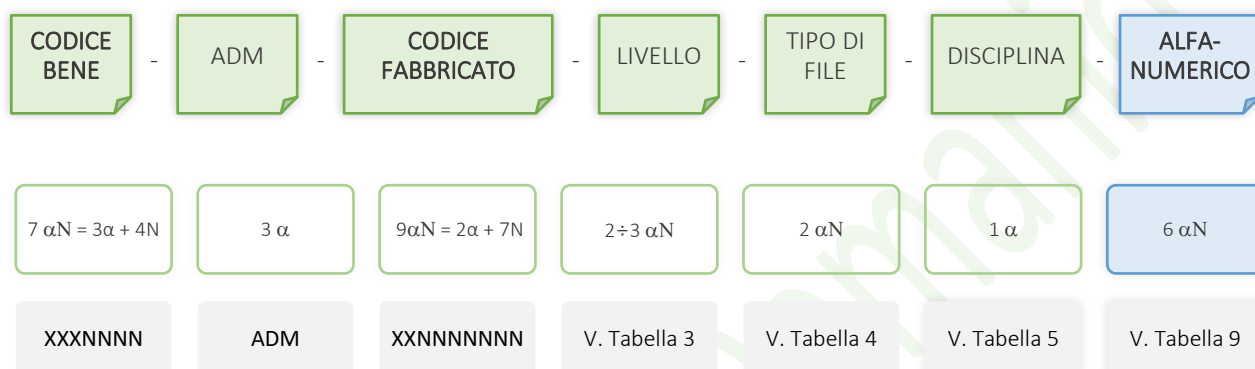 CODICE BENE - ADM - CODICE FABBRICATO - LIVELLO - TIPO DI FILE - DISCIPLINA - ALFA-NUMERICO
7 αN = 3α + 4N
3 α
9αN = 2α + 7N
2÷3 αN
2 αN
1 α
6 αN
XXXNNNN
ADM
XXNNNNNNN
V. Tabella 3
V. Tabella 4
V. Tabella 5
V. Tabella 9